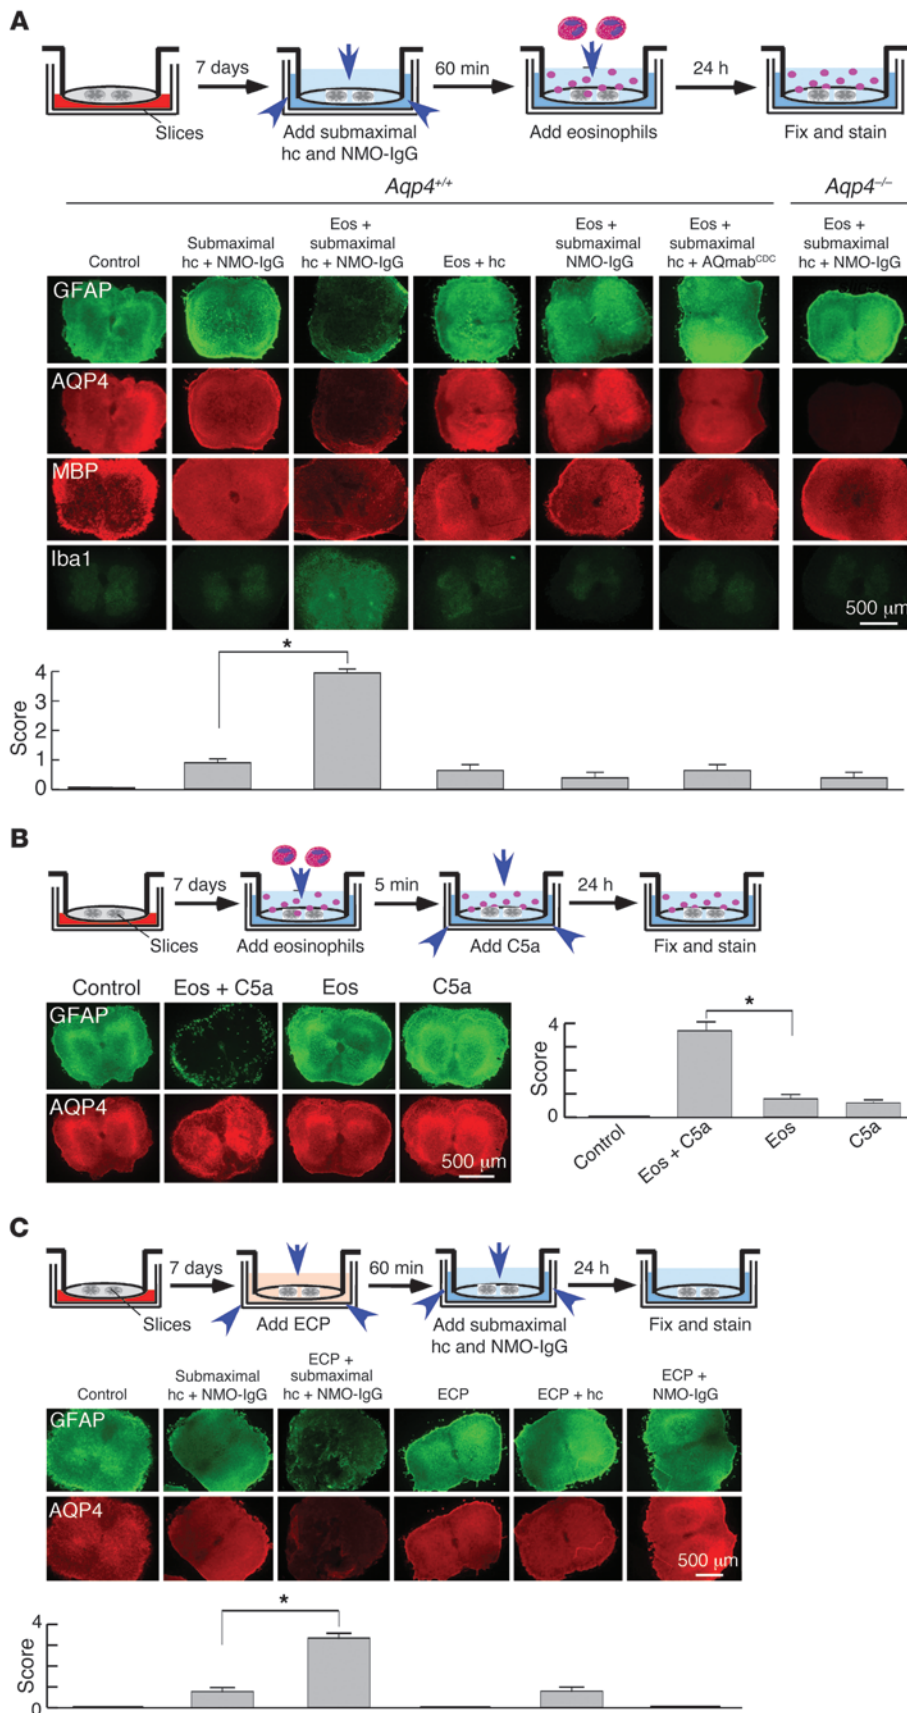 A
7 days
60 min
24 h
Slices
Add submaximal
hc and NMO-IgG
Add eosinophils
Fix and stain
Aqp4+/+
Aqp4–/–
Control
Submaximal
hc + NMO-IgG
Eos +
submaximal
hc + NMO-IgG
Eos + hc
Eos +
submaximal
NMO-IgG
Eos +
submaximal
hc + AQmabCDC
Eos +
submaximal
hc + NMO-IgG
GFAP
AQP4
MBP
Iba1
500 μm
Score
4
3
2
1
0
*
B
7 days
5 min
24 h
Slices
Add eosinophils
Add C5a
Fix and stain
Control
Eos + C5a
Eos
C5a
GFAP
AQP4
500 μm
Score
4
0
*
Control
Eos + C5a
Eos
C5a
C
7 days
60 min
24 h
Slices
Add ECP
Add submaximal
hc and NMO-IgG
Fix and stain
Control
Submaximal
hc + NMO-IgG
ECP +
submaximal
hc + NMO-IgG
ECP
ECP + hc
ECP +
NMO-IgG
GFAP
AQP4
500 μm
Score
4
0
*